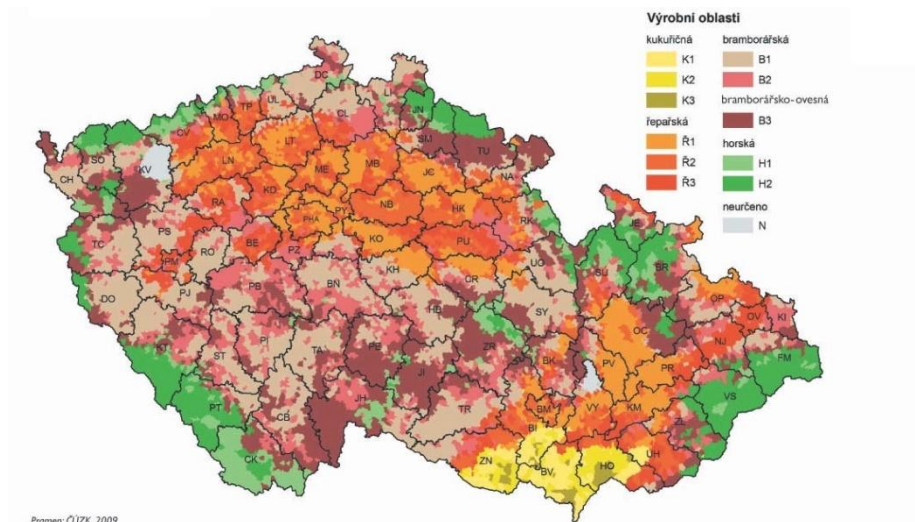 Výrobní oblasti
kukuřičná
K1
K2
K3
řepařská
Ř1
Ř2
Ř3
bramborářská
B1
B2
bramborářsko-ovesná
B3
horská
H1
H2
neurčeno
N
DC
LI
JN
UL
CL
SM
TU
TP
MO
CV
LT
SO
KV
CH
LN
ME
MB
JC
NA
RA
KD
PHA
PY
NB
HK
RK
TC
PS
RO
BE
PZ
KO
PU
PM
DO
PJ
PB
BN
KH
CR
UO
SU
JE
BR
KT
ST
PI
TA
HB
SY
OC
OP
OV
KI
NJ
FM
PE
ZR
BK
PV
PR
VS
PT
CB
JH
JI
TR
BM
VY
KM
ZL
CK
ZN
BI
BV
HO
UH
Pramen: ČÚZK, 2009